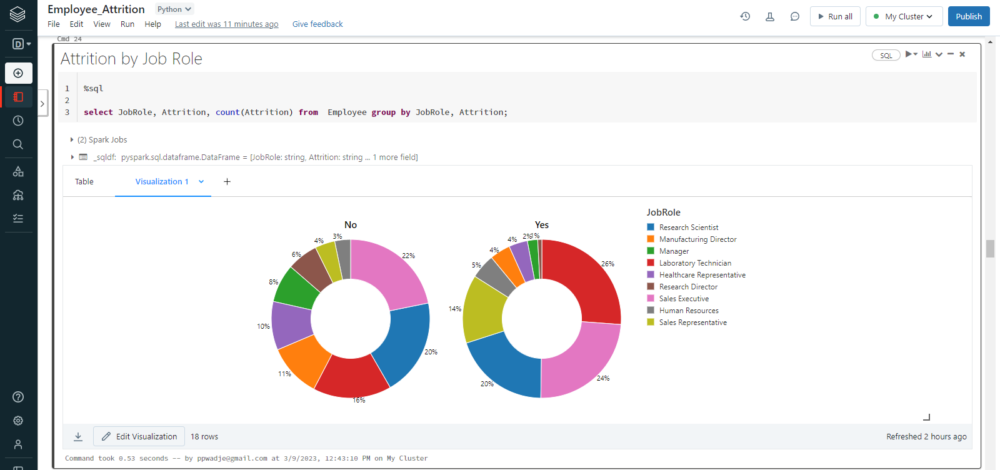 Employee_Attrition Python
File Edit View Run Help Last edit was 11 minutes ago Give feedback
Run all My Cluster Publish
D
Cmd 24
Attrition by Job Role
SQL
1 %sql
2
3 select JobRole, Attrition, count(Attrition) from  Employee group by JobRole, Attrition;
(2) Spark Jobs
_sqldf: pyspark.sql.dataframe.DataFrame = [JobRole: string, Attrition: string ... 1 more field]
Table Visualization 1 +
No
22%
20%
16%
11%
10%
8%
6%
4%
3%
Yes
26%
24%
20%
14%
5%
4%
4%
2%
1%
JobRole
Research Scientist
Manufacturing Director
Manager
Laboratory Technician
Healthcare Representative
Research Director
Sales Executive
Human Resources
Sales Representative
Edit Visualization 18 rows Refreshed 2 hours ago
Command took 0.53 seconds -- by ppwadje@gmail.com at 3/9/2023, 12:43:10 PM on My Cluster